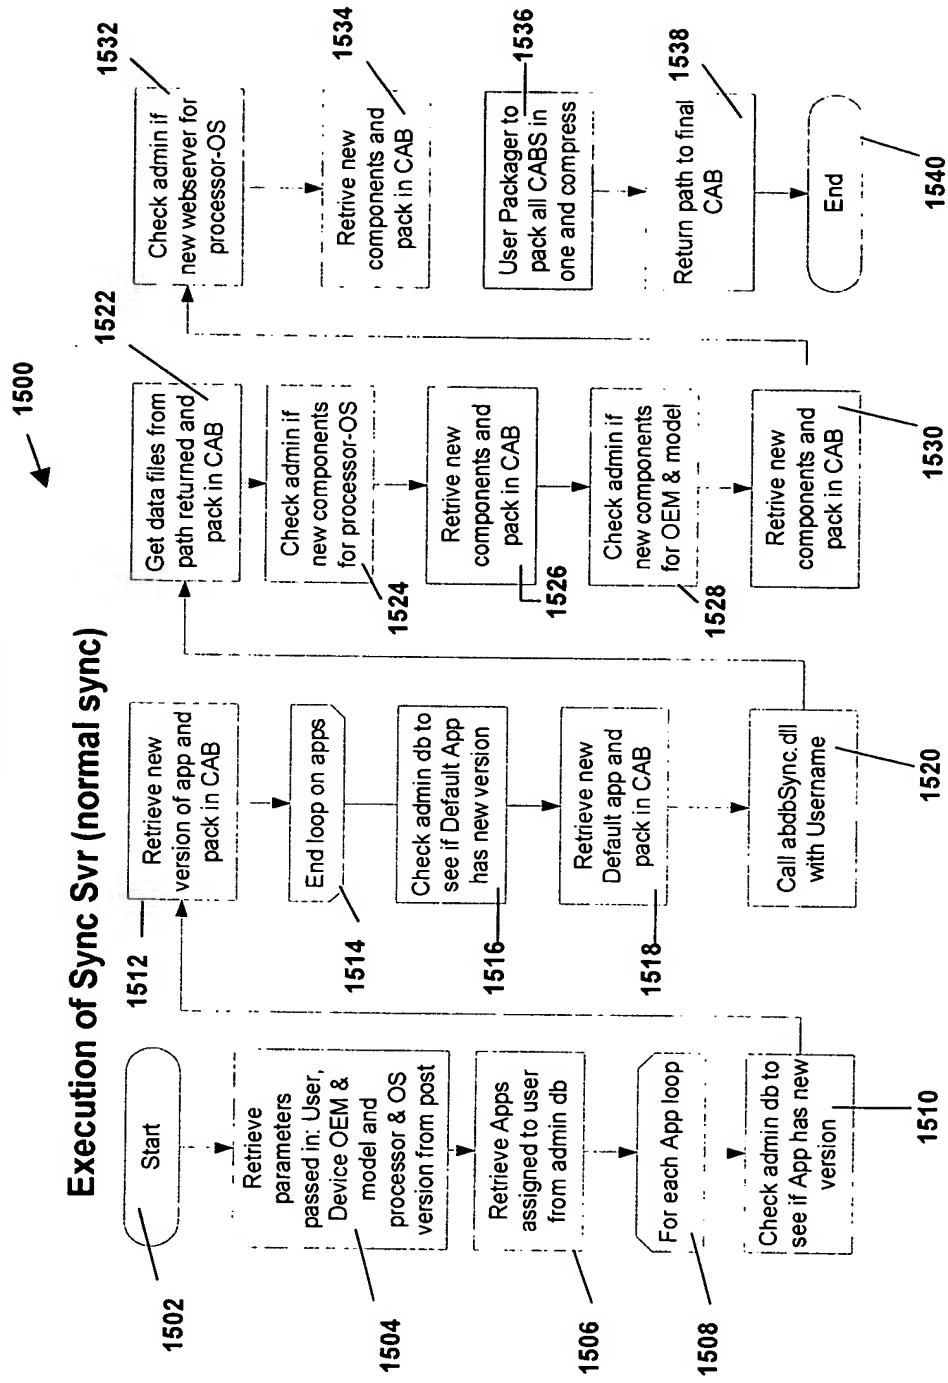 Execution of Sync Svr (normal sync)
1500
Start
1502
Retrieve
parameters
passed in: User,
Device OEM &
model and
processor & OS
version from post
1504
Retrieve Apps
assigned to user
from admin db
1506
For each App loop
1508
Check admin db to
see if App has new
version
1510
Retrieve new
version of app and
pack in CAB
1512
End loop on apps
1514
Check admin db to
see if Default App
has new version
1516
Retrieve new
Default app and
pack in CAB
1518
Call abdbSync.dll
with Username
1520
Get data files from
path returned and
pack in CAB
1522
Check admin if
new components
for processor-OS
1524
Retrive new
components and
pack in CAB
1526
Check admin if
new components
for OEM & model
1528
Retrive new
components and
pack in CAB
1530
Check admin if
new webserver for
processor-OS
1532
Retrive new
components and
pack in CAB
1534
User Packager to
pack all CABS in
one and compress
1536
Return path to final
CAB
1538
End
1540